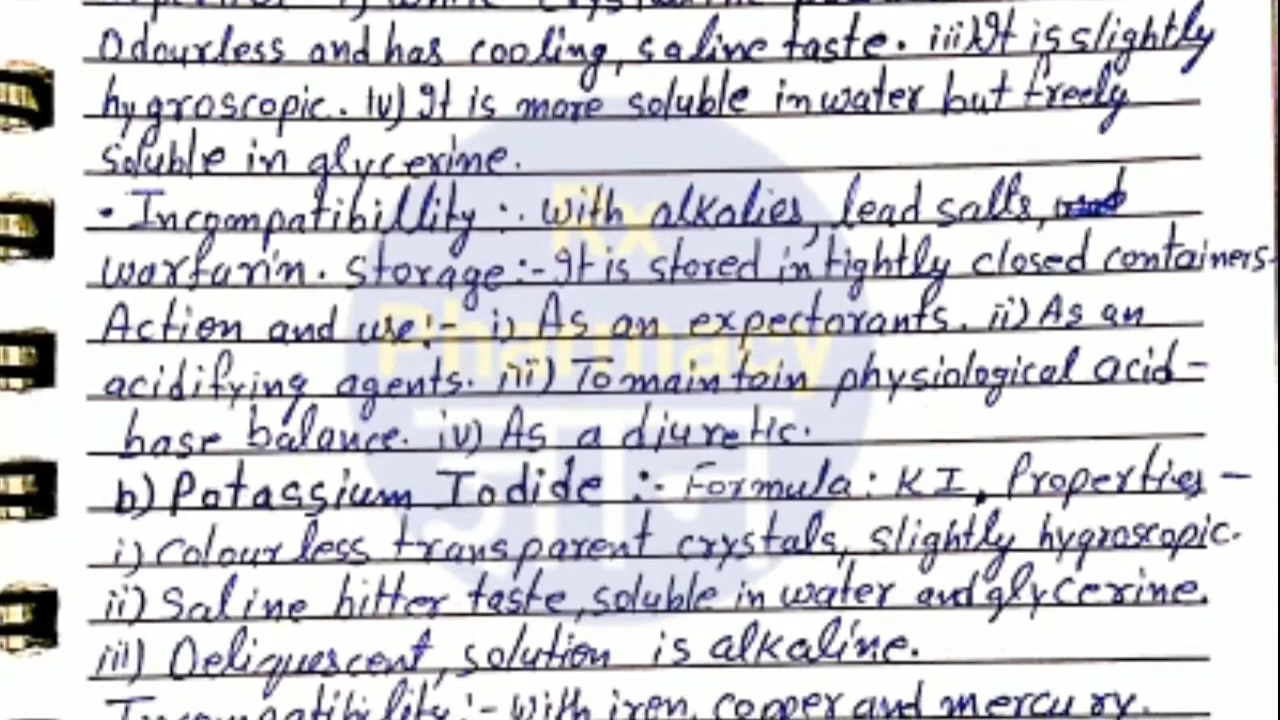 Odourless and has cooling, saline taste. iii) It is slightly
hygroscopic. iv) It is more soluble in water but freely
soluble in glycerine.
• Incompatibillity :. with alkalies, lead salts,
warfarin. Storage :- It is stored in tightly closed containers.
Action and use :- i) As an expectorants. ii) As an
acidifying agents. iii) To maintain physiological acid-
base balance. iv) As a diuretic.
b) Potassium Iodide :- Formula : KI, Properties -
i) Colourless transparent crystals, slightly hygroscopic.
ii) Saline bitter taste, soluble in water and glycerine.
iii) Deliquescent, solution is alkaline.
Incompatibility :- with iron, copper and mercury.
Rx
Pharmacy
ज्ञान